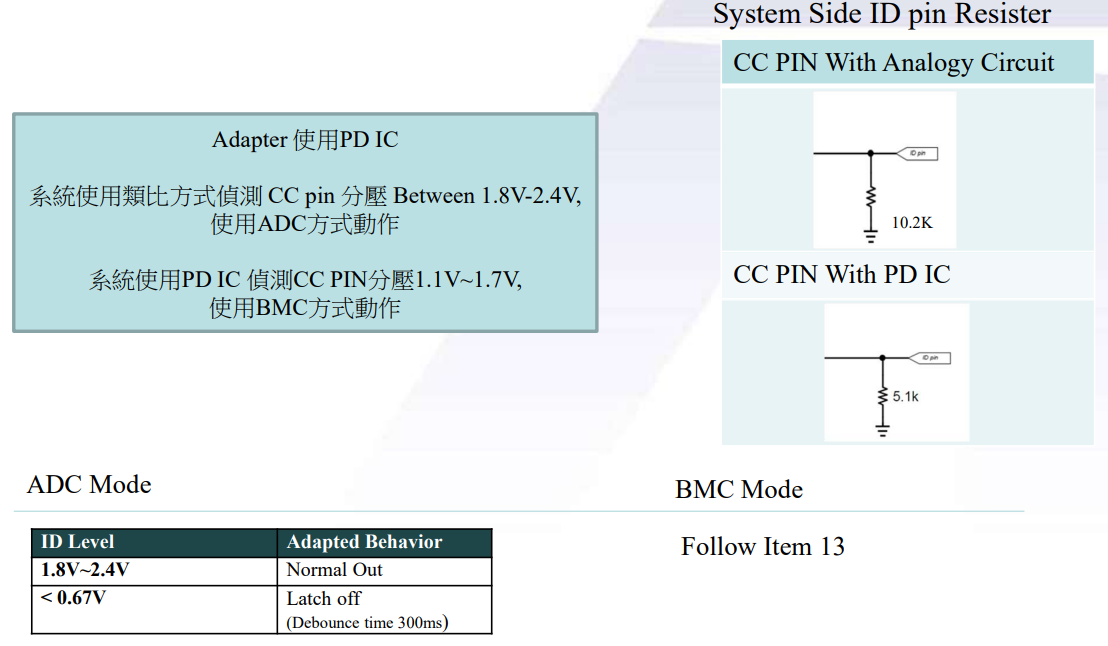 System Side ID pin Resister
CC PIN With Analogy Circuit
ID pin
10.2K
CC PIN With PD IC
ID pin
5.1k
Adapter 使用PD IC
系統使用類比方式偵測 CC pin 分壓 Between 1.8V-2.4V,
使用ADC方式動作
系統使用PD IC 偵測CC PIN分壓1.1V~1.7V,
使用BMC方式動作
ADC Mode
ID Level Adapted Behavior
1.8V~2.4V Normal Out
< 0.67V Latch off
(Debounce time 300ms)
BMC Mode
Follow Item 13